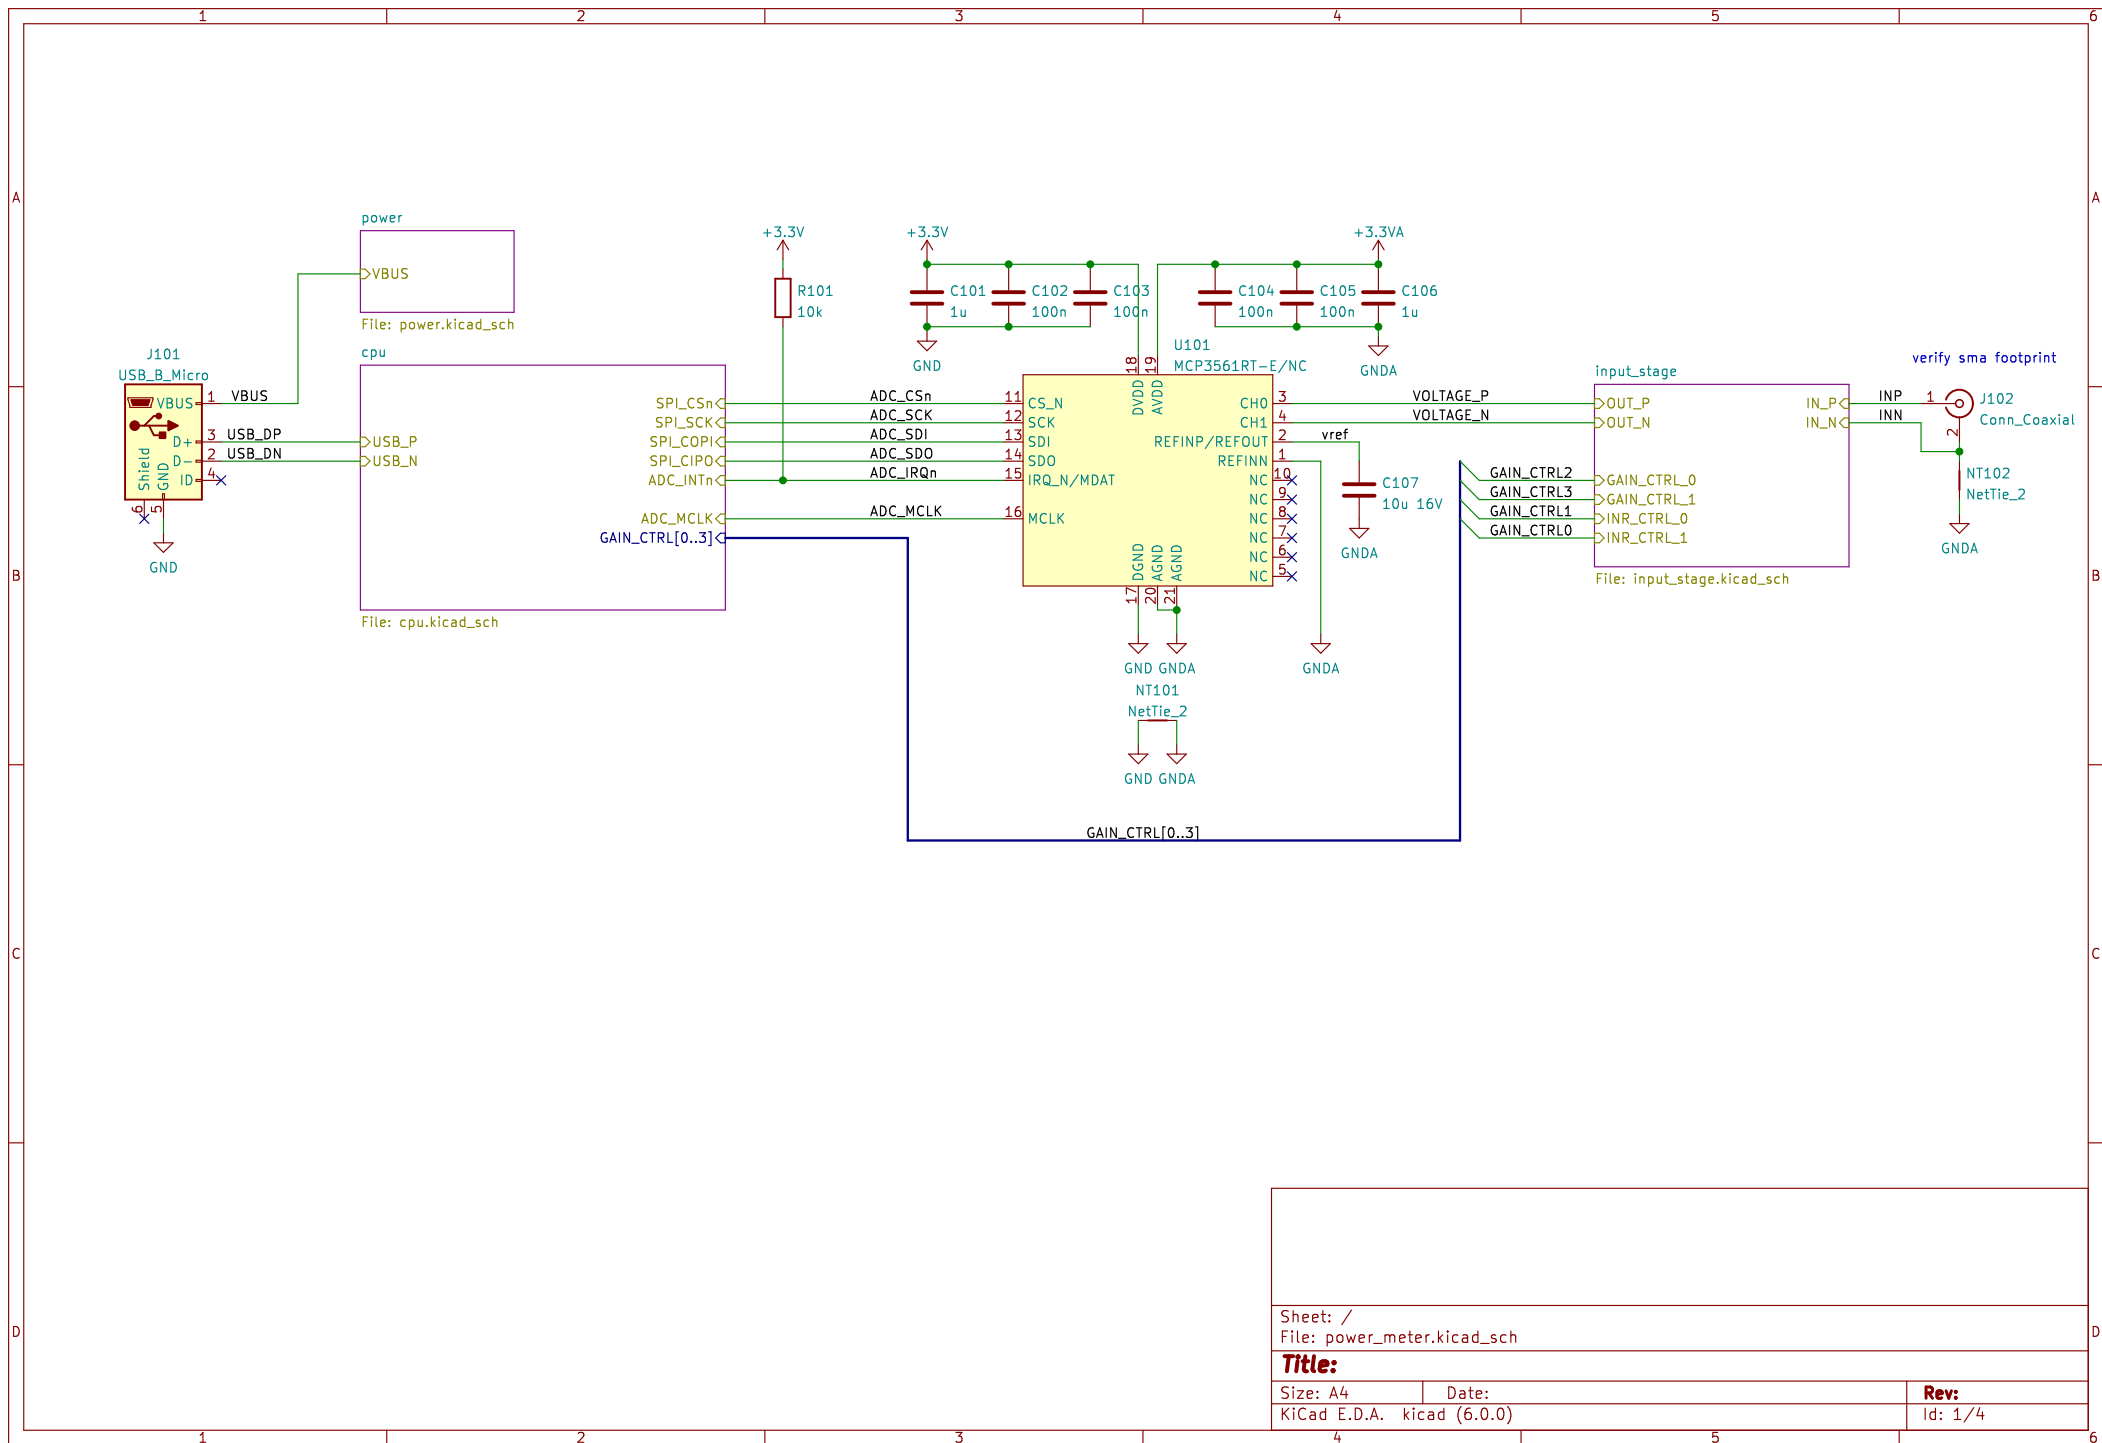 1 2 3 4 5 6
A A
B B
C C
D D
1 2 3 4 5 6
power
VBUS
File: power.kicad_sch
cpu
USB_P
USB_N
SPI_CSn
SPI_SCK
SPI_COPI
SPI_CIPO
ADC_INTn
ADC_MCLK
GAIN_CTRL[0..3]
File: cpu.kicad_sch
J101
USB_B_Micro
VBUS 1
D+ 3
D- 2
ID 4
Shield 6
GND 5
VBUS
USB_DP
USB_DN
GND
+3.3V
R101
10k
+3.3V
C101
1u
C102
100n
C103
100n
GND
+3.3VA
C104
100n
C105
100n
C106
1u
GNDA
ADC_CSn
ADC_SCK
ADC_SDI
ADC_SDO
ADC_IRQn
ADC_MCLK
U101
MCP3561RT-E/NC
18 DVDD
19 AVDD
11 CS_N
12 SCK
13 SDI
14 SDO
15 IRQ_N/MDAT
16 MCLK
CH0 3
CH1 4
REFINP/REFOUT 2
REFINN 1
NC 10
NC 9
NC 8
NC 7
NC 6
NC 5
DGND 17
AGND 20
AGND 21
GND GNDA
NT101
NetTie_2
GND GNDA
GNDA
vref
C107
10u 16V
GNDA
GAIN_CTRL[0..3]
VOLTAGE_P
VOLTAGE_N
GAIN_CTRL2
GAIN_CTRL3
GAIN_CTRL1
GAIN_CTRL0
input_stage
OUT_P
OUT_N
GAIN_CTRL_0
GAIN_CTRL_1
INR_CTRL_0
INR_CTRL_1
IN_P
IN_N
File: input_stage.kicad_sch
INP
INN
verify sma footprint
1
2
J102
Conn_Coaxial
NT102
NetTie_2
GNDA
Sheet: /
File: power_meter.kicad_sch
Title:
Size: A4 Date: Rev:
KiCad E.D.A. kicad (6.0.0) Id: 1/4